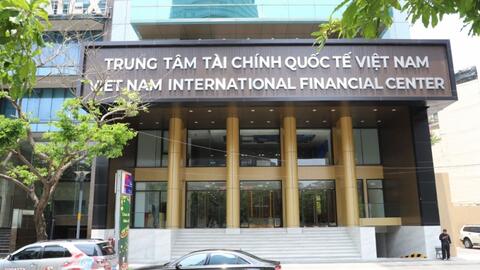 TRUNG TÂM TÀI CHÍNH QUỐC TẾ VIỆT NAM
VIET NAM INTERNATIONAL FINANCIAL CENTER